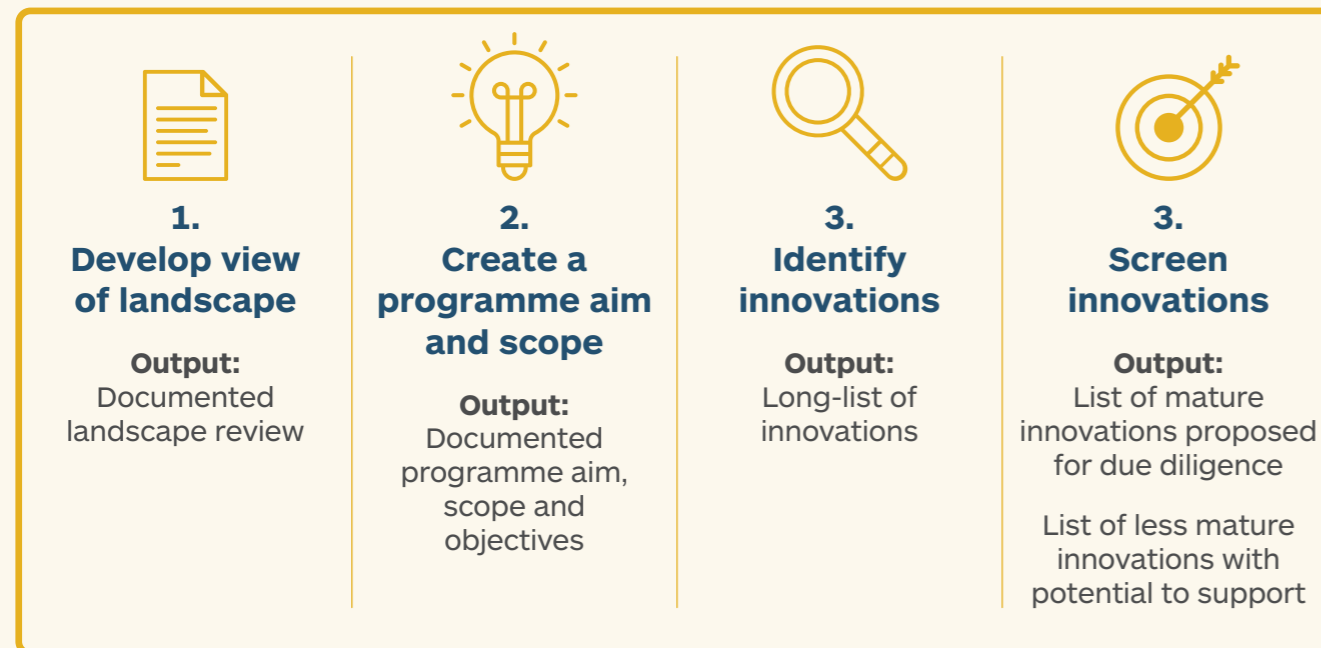 1.
Develop view
of landscape
Output:
Documented
landscape review
2.
Create a
programme aim
and scope
Output:
Documented
programme aim,
scope and
objectives
3.
Identify
innovations
Output:
Long-list of
innovations
3.
Screen
innovations
Output:
List of mature
innovations proposed
for due diligence
List of less mature
innovations with
potential to support